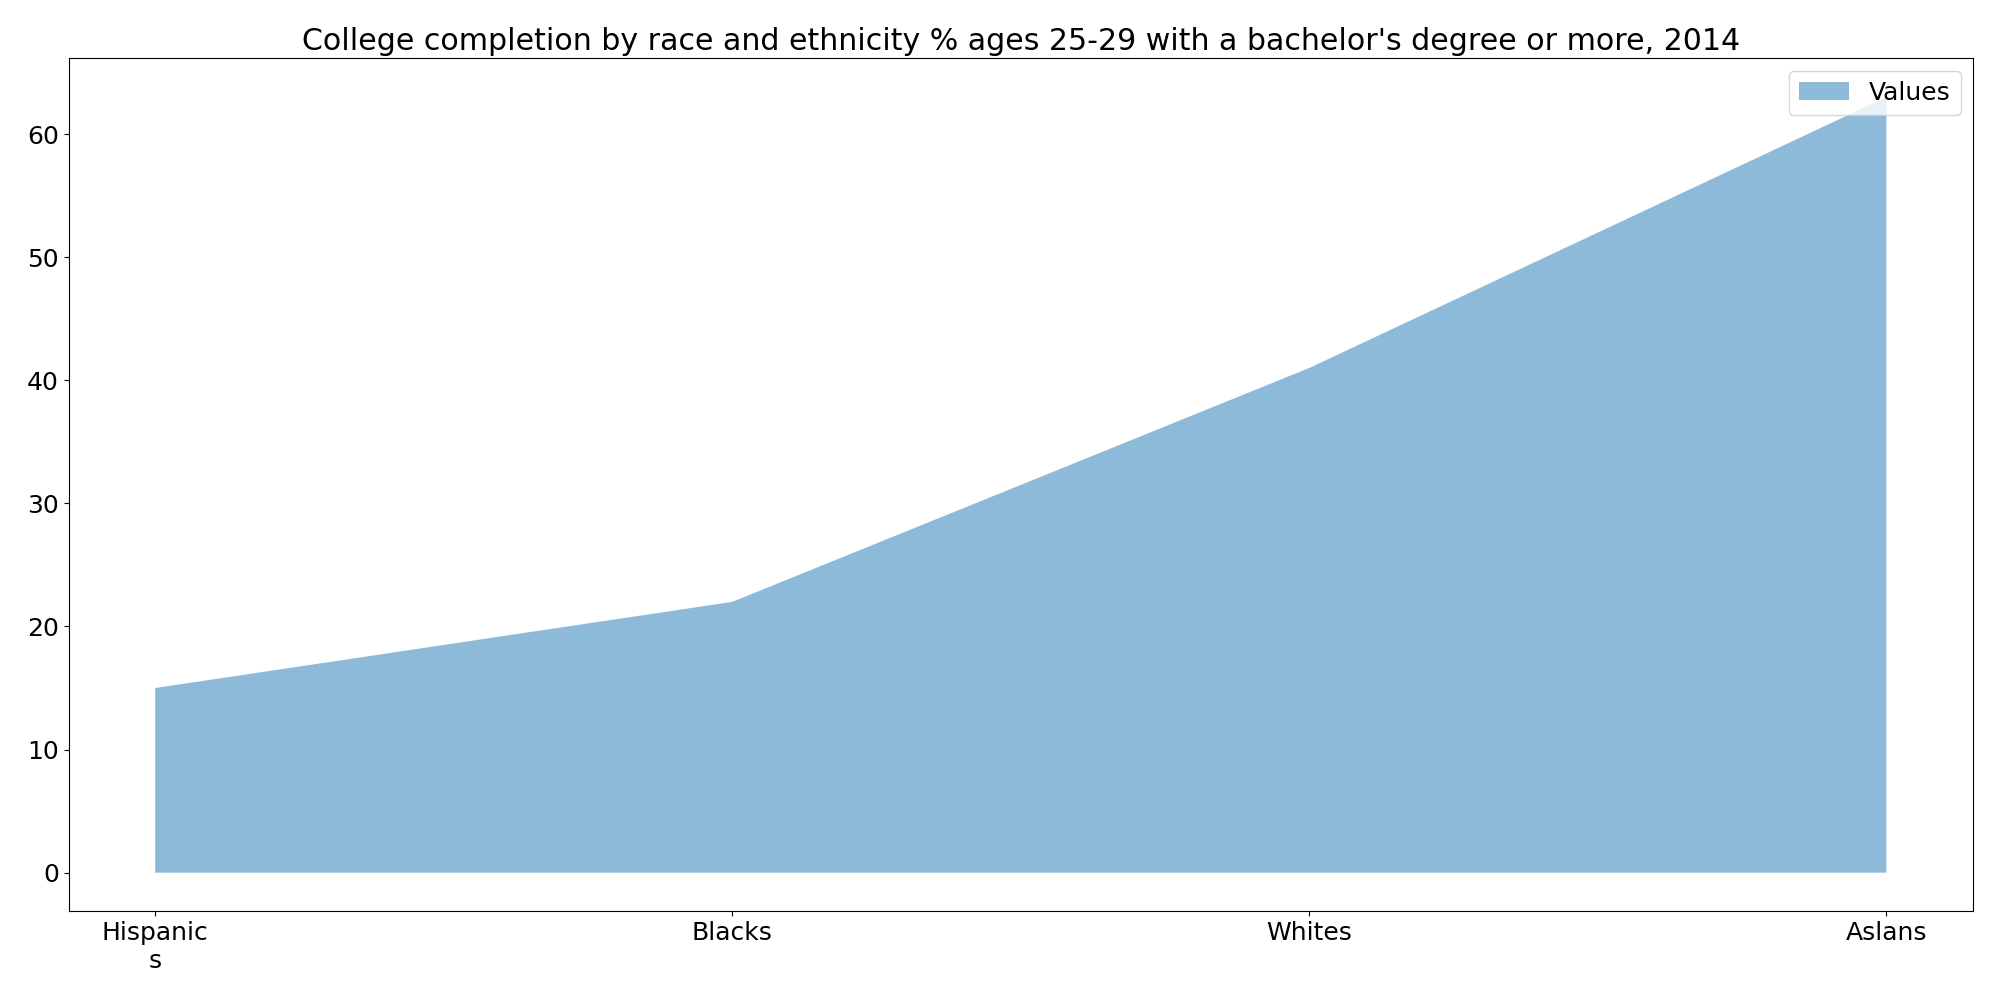 College completion by race and ethnicity % ages 25-29 with a bachelor's degree or more, 2014
Values
60
50
40
30
20
10
0
Hispanic
s
Blacks
Whites
Aslans